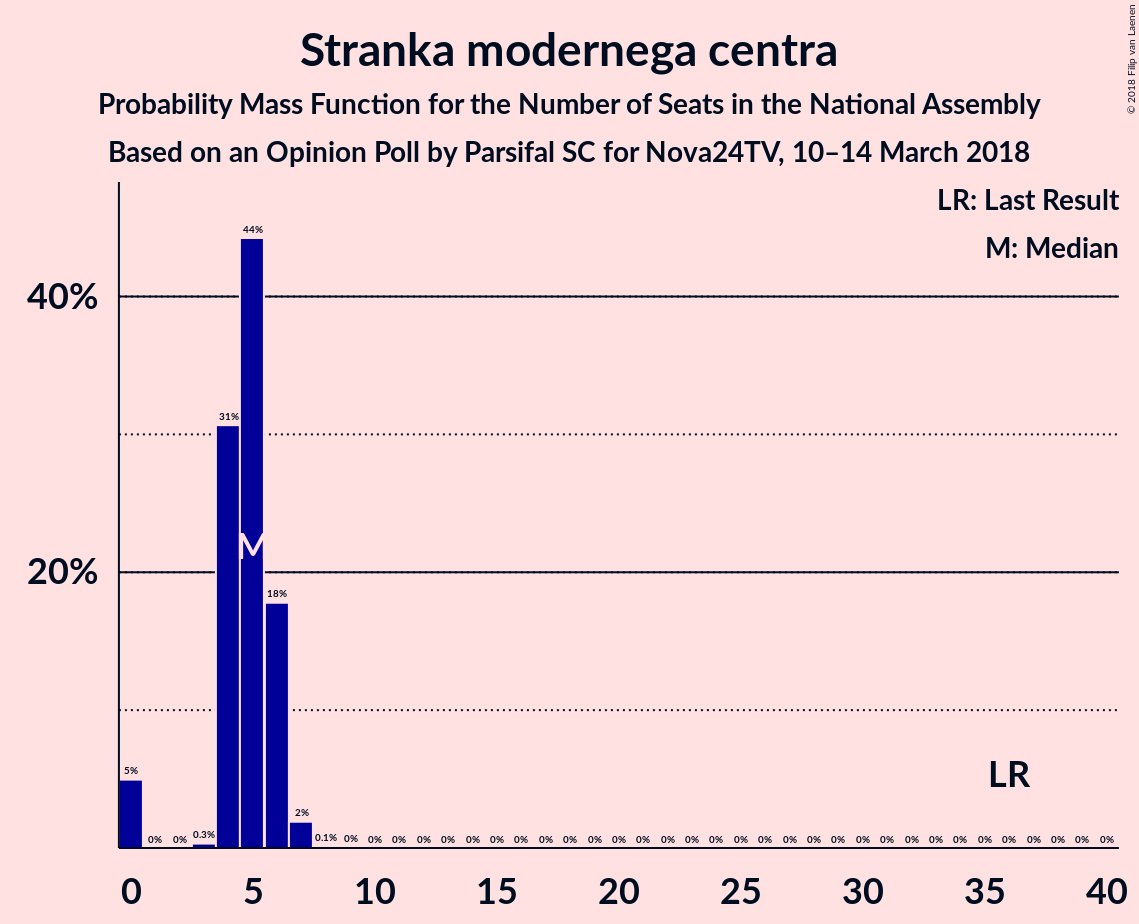 Stranka modernega centra
Probability Mass Function for the Number of Seats in the National Assembly
Based on an Opinion Poll by Parsifal SC for Nova24TV, 10–14 March 2018
© 2018 Filip van Laenen
LR: Last Result
M: Median
44%
40%
31%
M
20%
18%
LR
5%
0% 0% 0.3% 2% 0.1% 0% 0% 0% 0% 0% 0% 0% 0% 0% 0% 0% 0% 0% 0% 0% 0% 0% 0% 0% 0% 0% 0% 0% 0% 0% 0% 0% 0% 0% 0% 0%
0 5 10 15 20 25 30 35 40